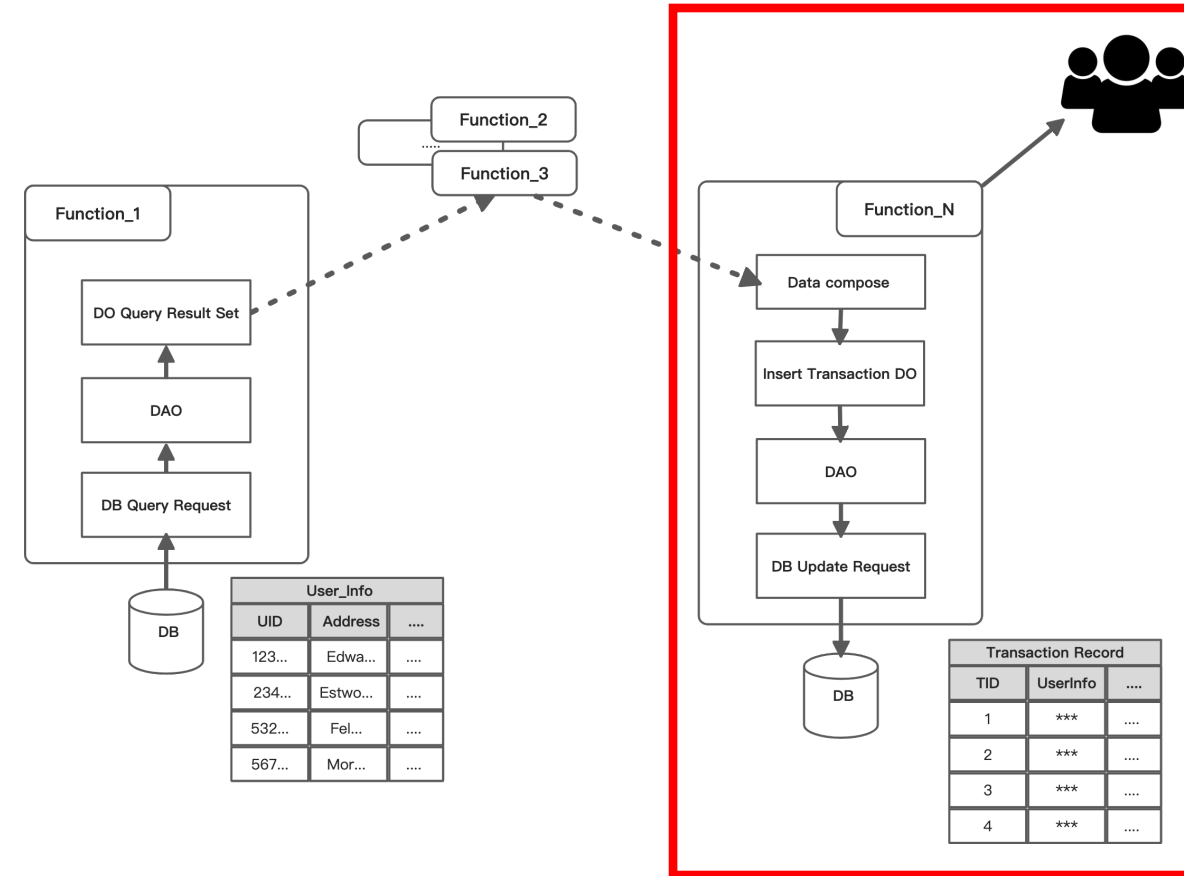 Function_2
.....
Function_3
Function_1
DO Query Result Set
DAO
DB Query Request
DB
User_Info
UID Address ....
123... Edwa... ....
234... Estwo... ....
532... Fel... ....
567... Mor... ....
Function_N
Data compose
Insert Transaction DO
DAO
DB Update Request
DB
Transaction Record
TID UserInfo ....
1 *** ....
2 *** ....
3 *** ....
4 *** ....